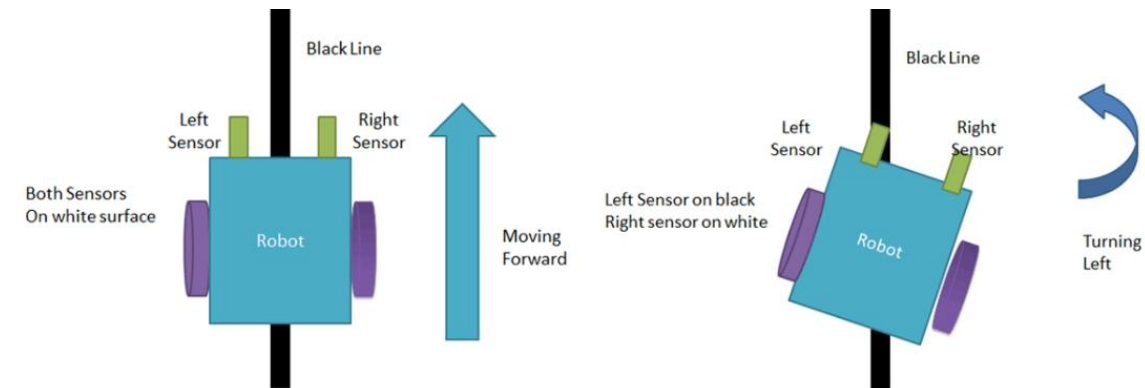 Black Line
Left
Sensor
Right
Sensor
Both Sensors
On white surface
Robot
Moving
Forward
Black Line
Left
Sensor
Right
Sensor
Left Sensor on black
Right sensor on white
Robot
Turning
Left